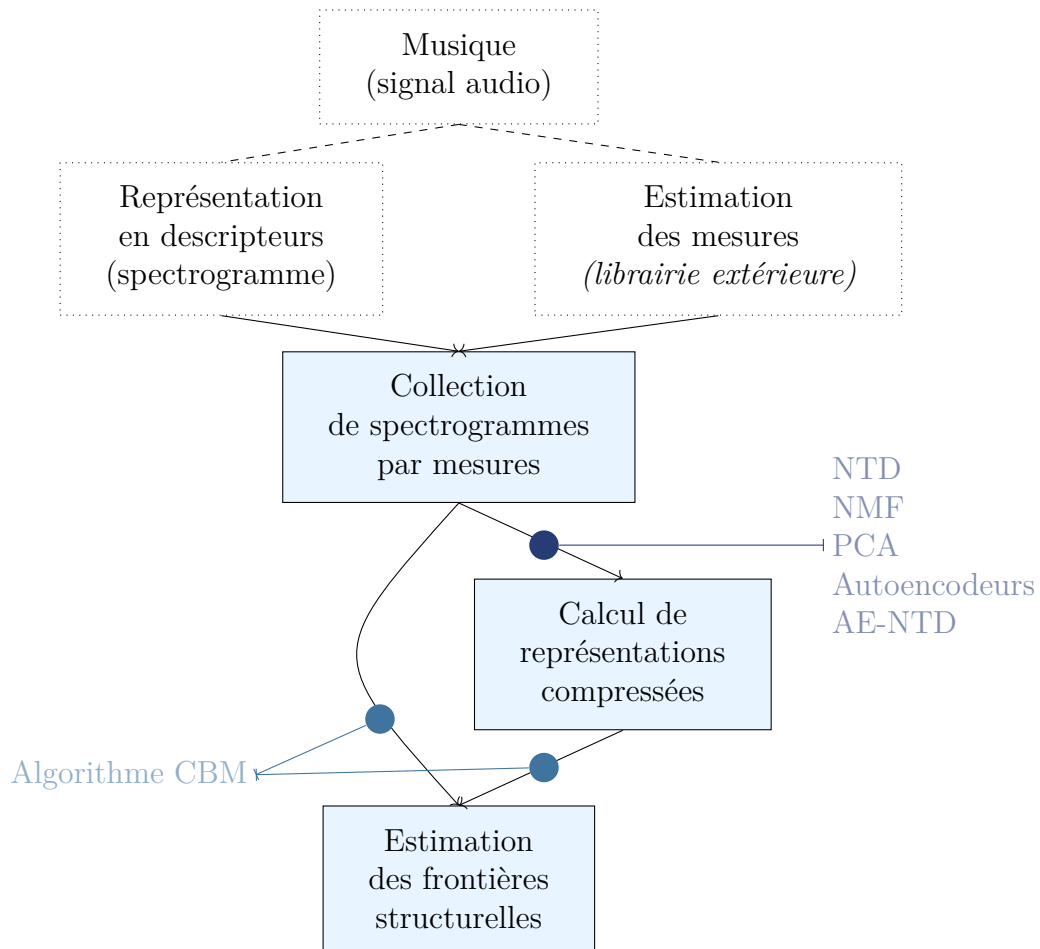 Musique
(signal audio)
Représentation
en descripteurs
(spectrogramme)
Estimation
des mesures
(librairie extérieure)
Collection
de spectrogrammes
par mesures
NTD
NMF
PCA
Autoencodeurs
AE-NTD
Calcul de
représentations
compressées
Algorithme CBM
Estimation
des frontières
structurelles